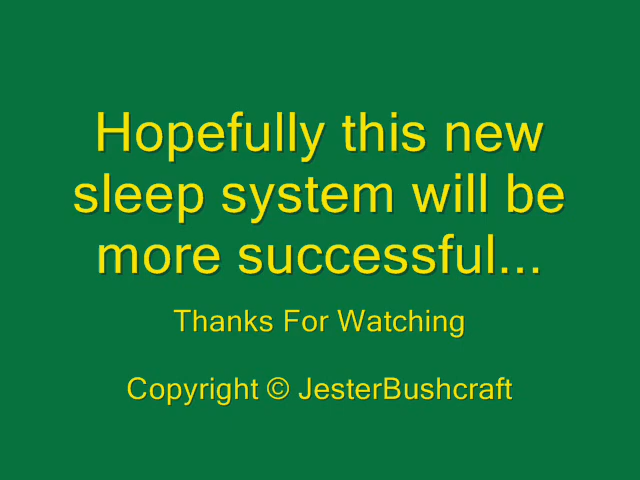 Hopefully this new
sleep system will be
more successful...
Thanks For Watching
Copyright © JesterBushcraft